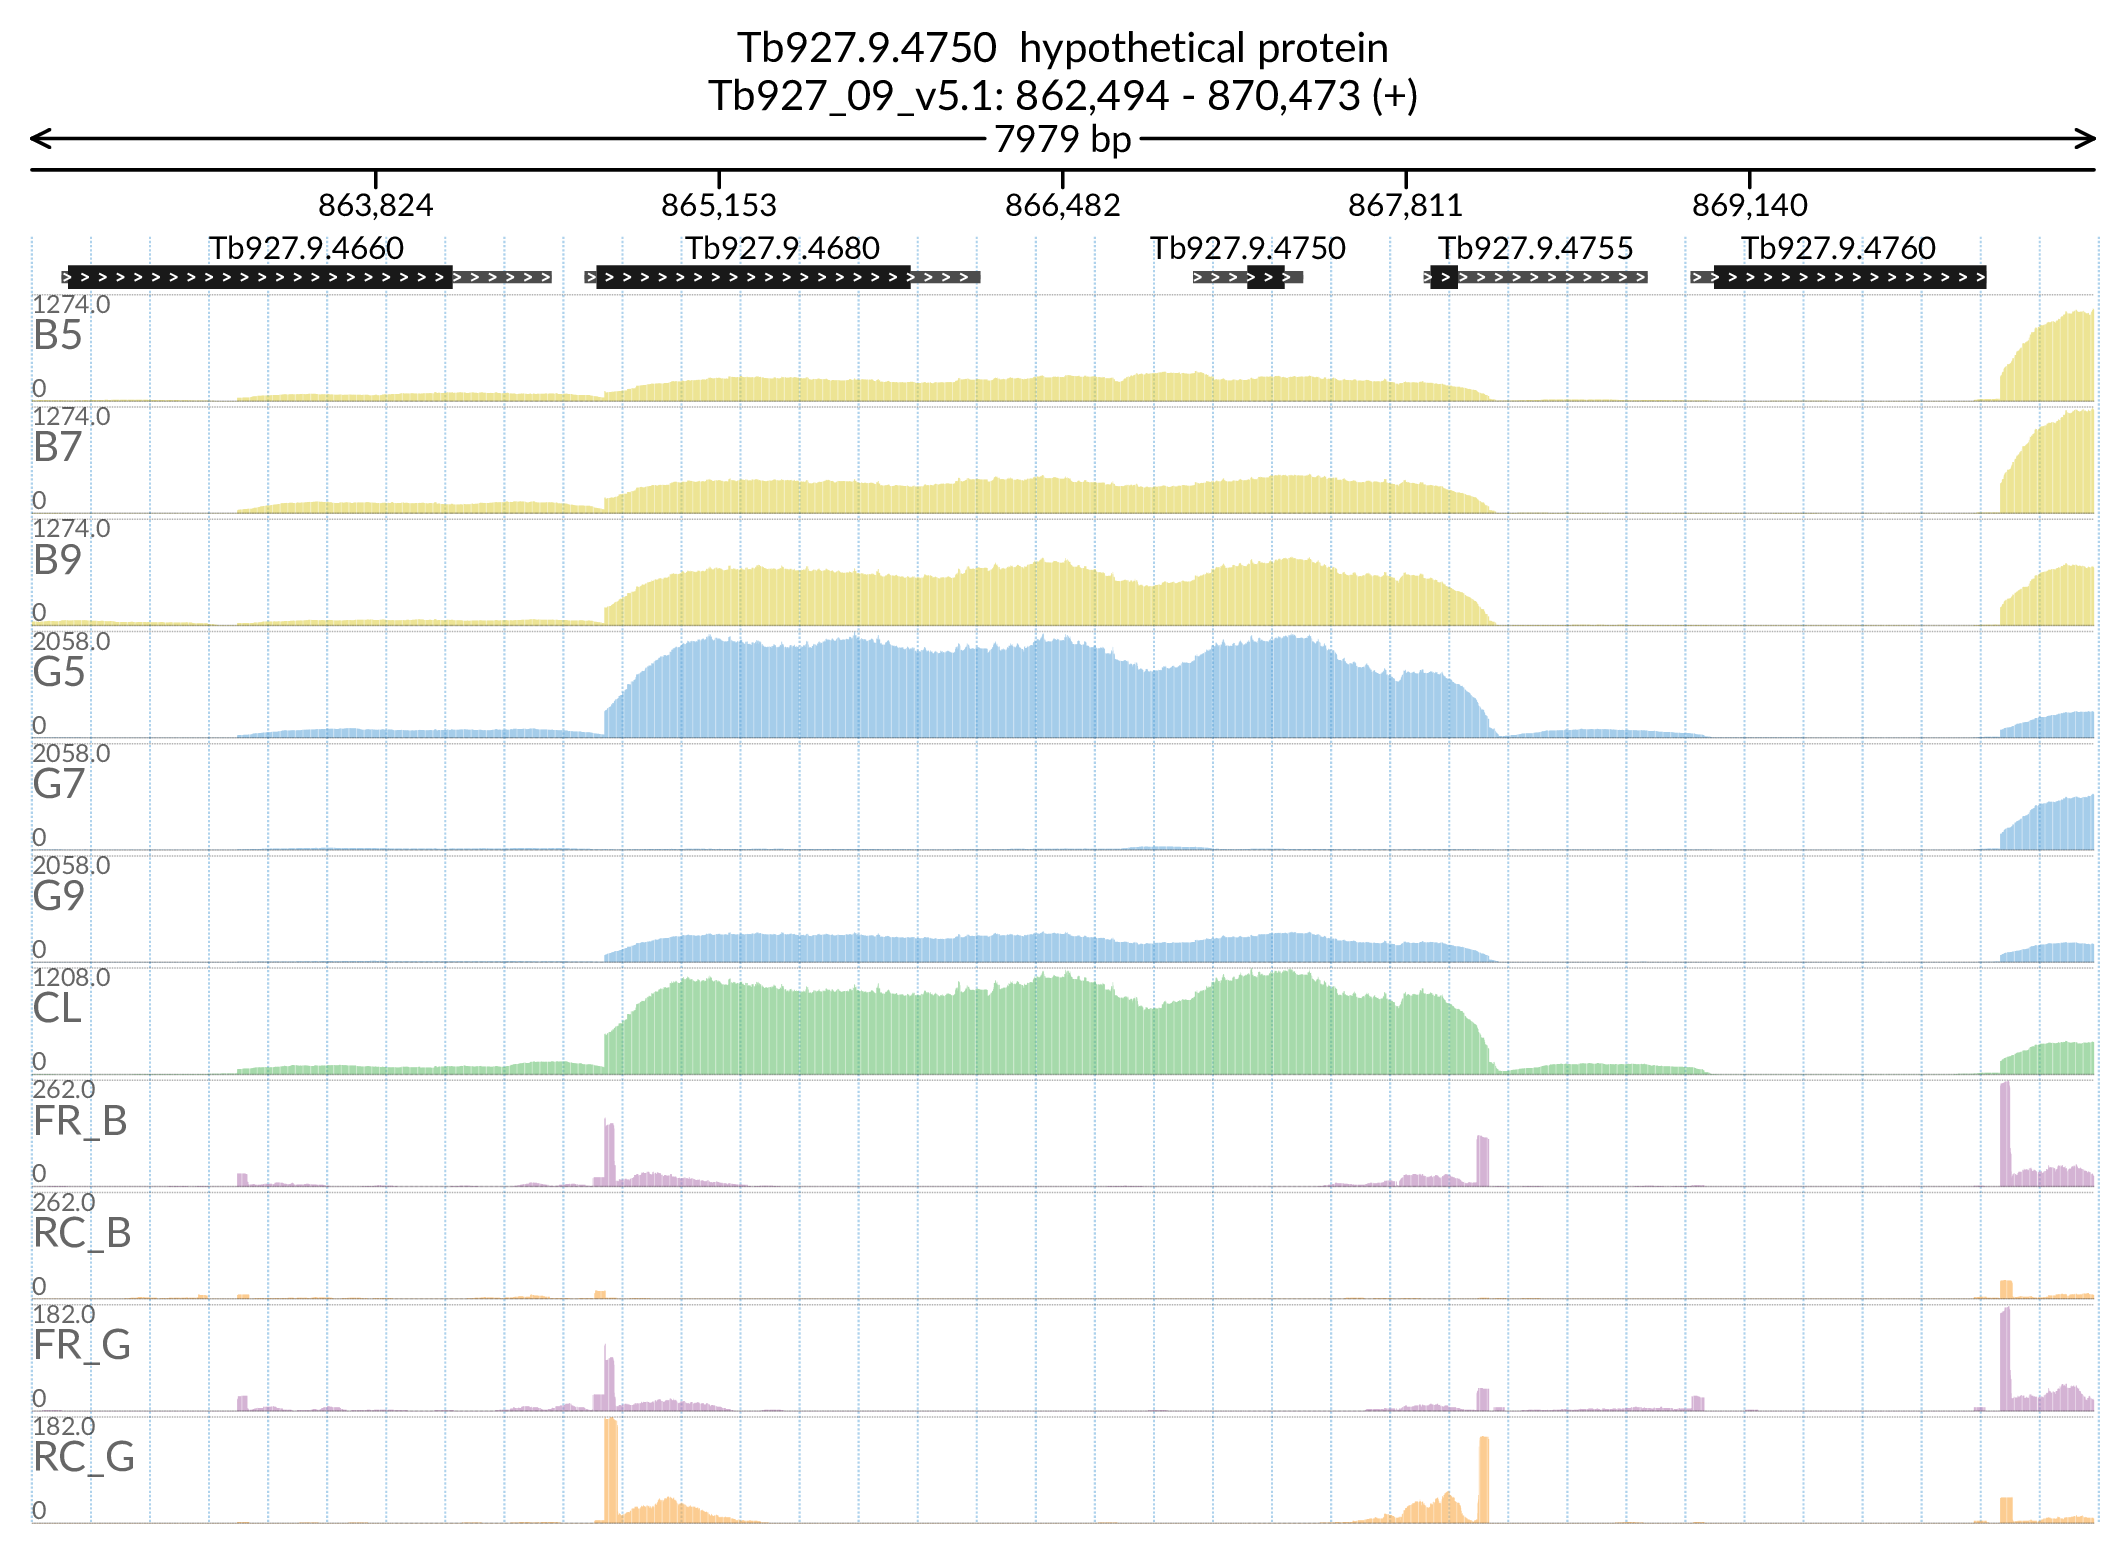 Tb927.9.4750  hypothetical protein
Tb927_09_v5.1: 862,494 - 870,473 (+)
7979 bp
863,824 865,153 866,482 867,811 869,140
Tb927.9.4660 Tb927.9.4680 Tb927.9.4750 Tb927.9.4755 Tb927.9.4760
1274.0
B5
0
1274.0
B7
0
1274.0
B9
0
2058.0
G5
0
2058.0
G7
0
2058.0
G9
0
1208.0
CL
0
262.0
FR_B
0
262.0
RC_B
0
182.0
FR_G
0
182.0
RC_G
0